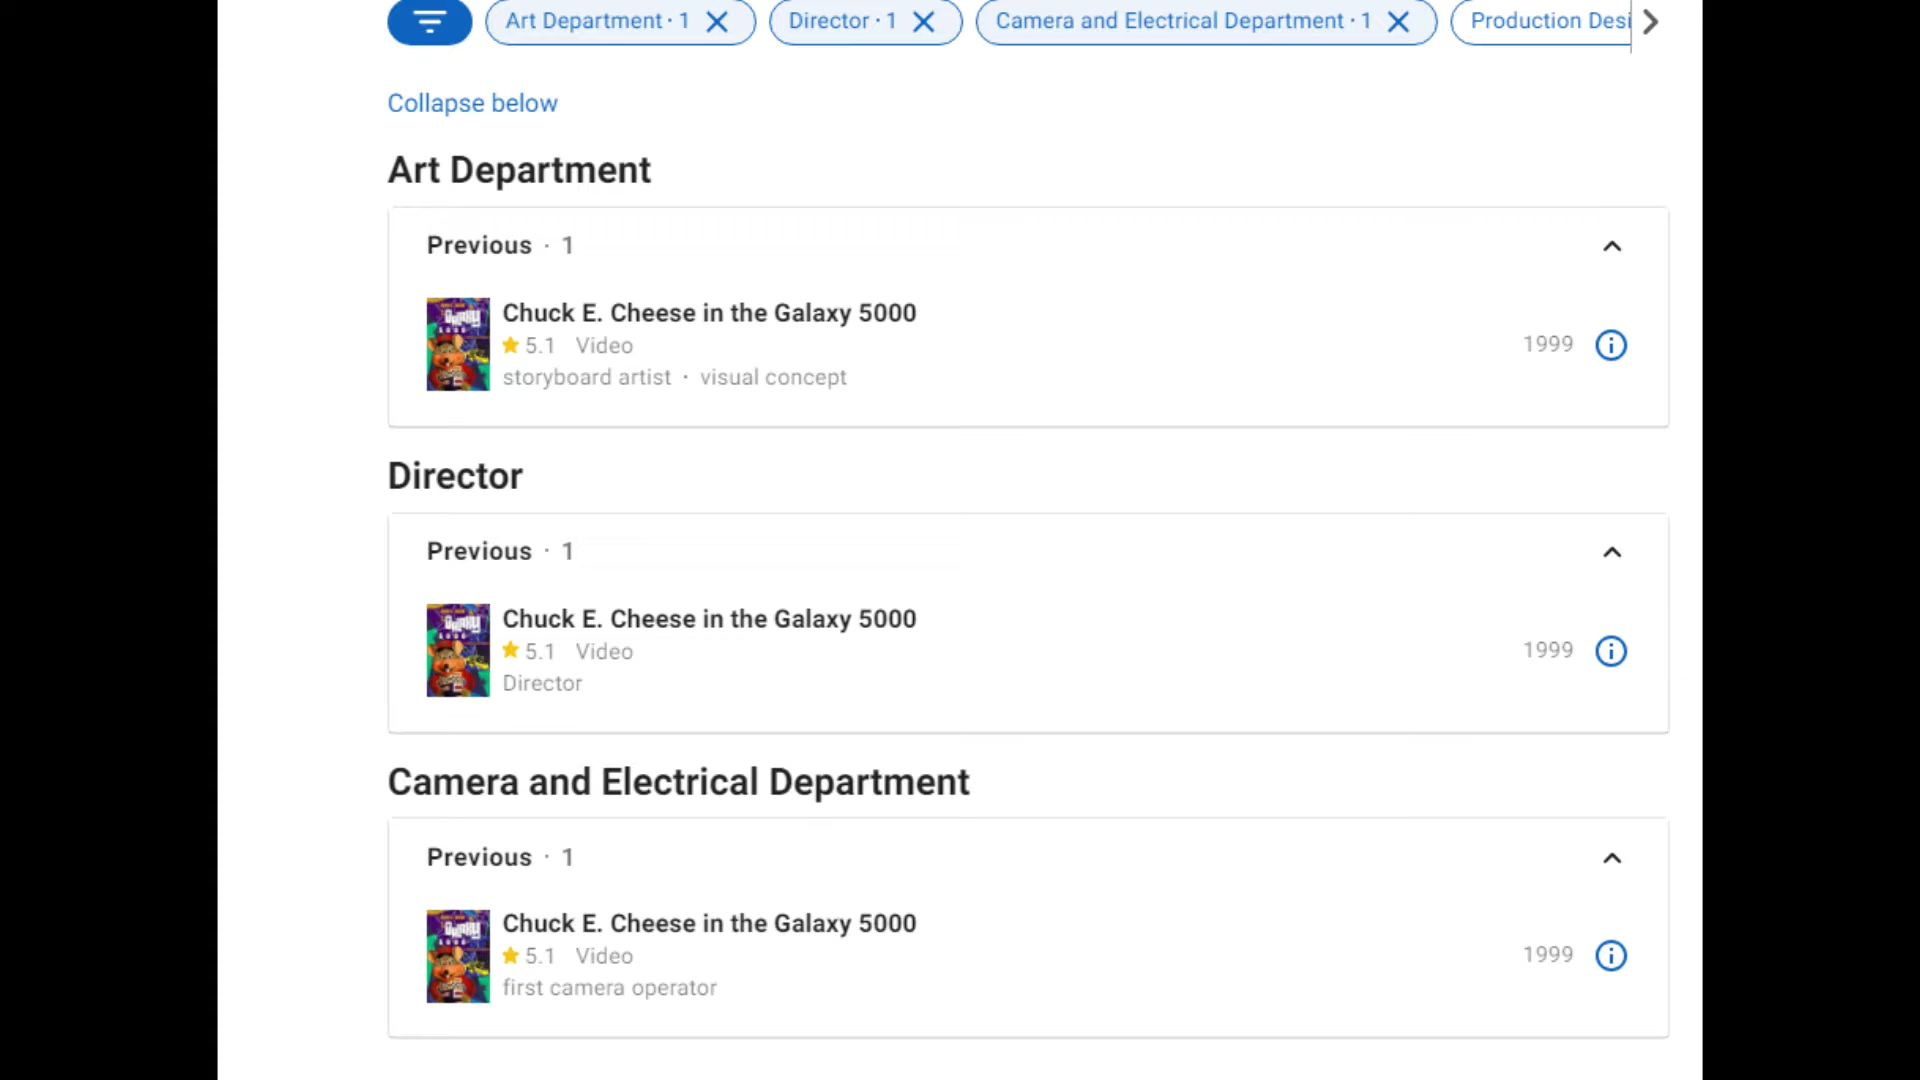 Art Department · 1
Director · 1
Camera and Electrical Department · 1
Production Desi
Collapse below
Art Department
Previous · 1
Chuck E. Cheese in the Galaxy 5000
5.1 Video
1999
storyboard artist · visual concept
Director
Previous · 1
Chuck E. Cheese in the Galaxy 5000
5.1 Video
1999
Director
Camera and Electrical Department
Previous · 1
Chuck E. Cheese in the Galaxy 5000
5.1 Video
1999
first camera operator